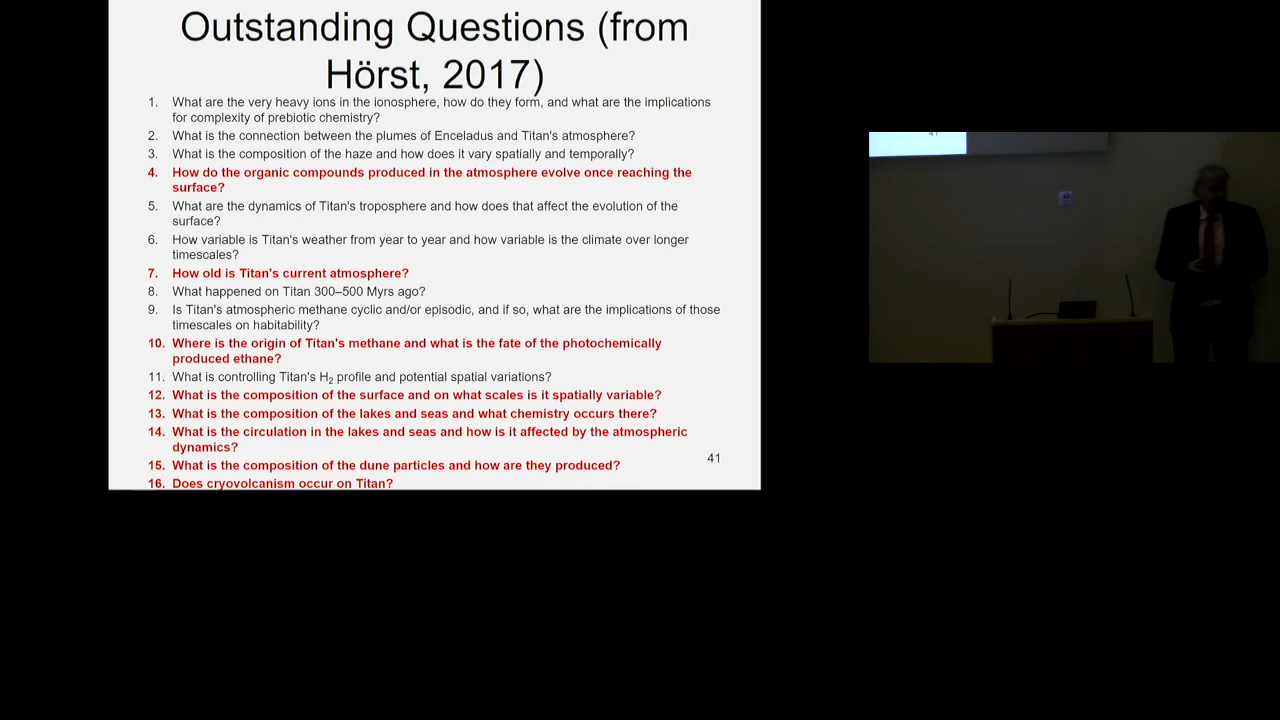 Outstanding Questions (from
Hörst, 2017)
1. What are the very heavy ions in the ionosphere, how do they form, and what are the implications
for complexity of prebiotic chemistry?
2. What is the connection between the plumes of Enceladus and Titan's atmosphere?
3. What is the composition of the haze and how does it vary spatially and temporally?
4. How do the organic compounds produced in the atmosphere evolve once reaching the
surface?
5. What are the dynamics of Titan's troposphere and how does that affect the evolution of the
surface?
6. How variable is Titan's weather from year to year and how variable is the climate over longer
timescales?
7. How old is Titan's current atmosphere?
8. What happened on Titan 300–500 Myrs ago?
9. Is Titan's atmospheric methane cyclic and/or episodic, and if so, what are the implications of those
timescales on habitability?
10. Where is the origin of Titan's methane and what is the fate of the photochemically
produced ethane?
11. What is controlling Titan's H₂ profile and potential spatial variations?
12. What is the composition of the surface and on what scales is it spatially variable?
13. What is the composition of the lakes and seas and what chemistry occurs there?
14. What is the circulation in the lakes and seas and how is it affected by the atmospheric
dynamics?
15. What is the composition of the dune particles and how are they produced?
41
16. Does cryovolcanism occur on Titan?